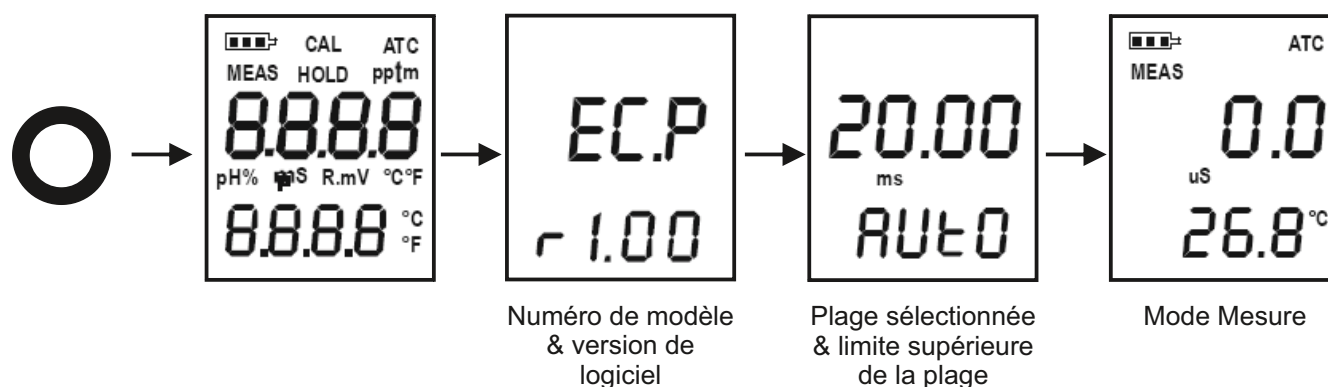 CAL ATC
MEAS HOLD pptm
8.8.8.8
pH% mS R.mV °C°F
8.8.8.8 °C
°F
EC.P
r 1.00
Numéro de modèle
& version de
logiciel
20.00
ms
AUtO
Plage sélectionnée
& limite supérieure
de la plage
ATC
MEAS
0.0
uS
26.8 °C
Mode Mesure